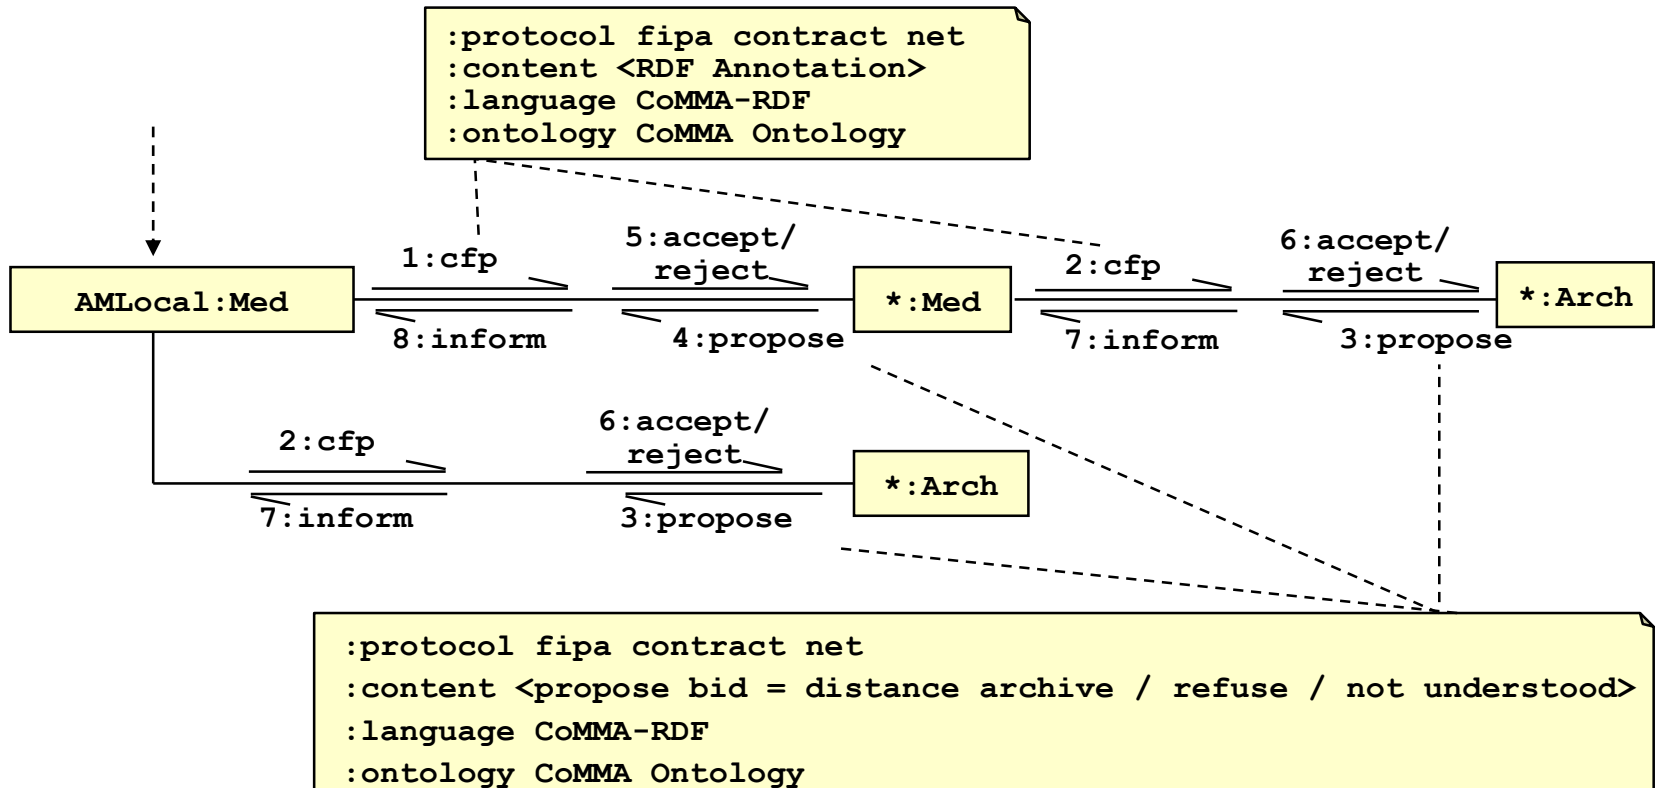 :protocol fipa contract net
:content <RDF Annotation>
:language CoMMA-RDF
:ontology CoMMA Ontology
1:cfp
5:accept/
reject
2:cfp
6:accept/
reject
AMLocal:Med
*:Med
*:Arch
8:inform
4:propose
7:inform
3:propose
2:cfp
6:accept/
reject
*:Arch
7:inform
3:propose
:protocol fipa contract net
:content <propose bid = distance archive / refuse / not understood>
:language CoMMA-RDF
:ontology CoMMA Ontology